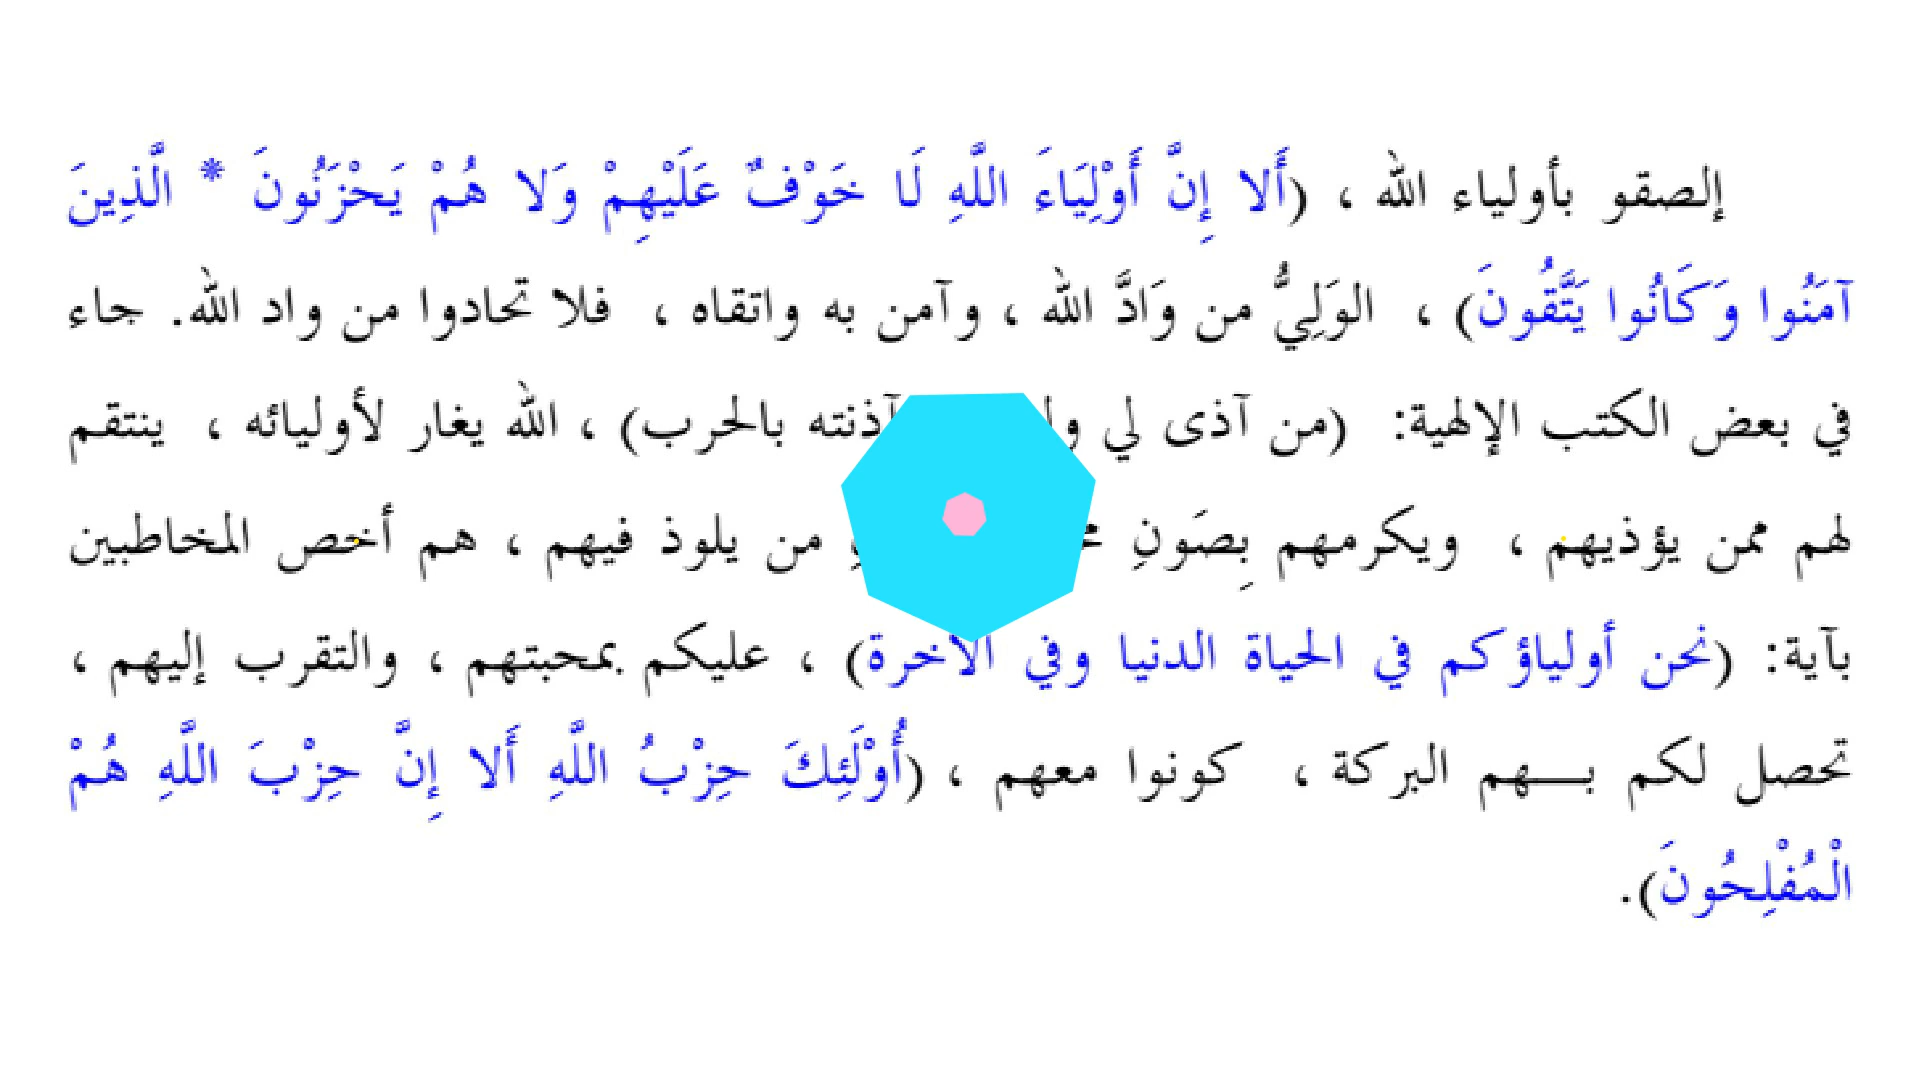 إلصقو بأولياء الله ، (أَلا إِنَّ أَوْلِيَاءَ اللَّهِ لَا خَوْفٌ عَلَيْهِمْ وَلا هُمْ يَحْزَنُونَ * الَّذِينَ
آمَنُوا وَكَانُوا يَتَّقُونَ) ، الوَلِيُّ من وَادَّ الله ، وآمن به واتقاه ، فلا تحادوا من واد الله. جاء
في بعض الكتب الإلهية: (من آذى لي آذنته بالحرب) ، الله يغار لأوليائه ، ينتقم
لهم ممن يؤذيهم ، ويكرمهم بِصَونِ من يلوذ فيهم ، هم أخص المخاطبين
بآية: (نحن أولياؤكم في الحياة الدنيا وفي الآخرة) ، عليكم بمحبتهم ، والتقرب إليهم ،
تحصل لكم بـــهم البركة ، كونوا معهم ، (أُوْلَئِكَ حِزْبُ اللَّهِ أَلا إِنَّ حِزْبَ اللَّهِ هُمْ
الْمُفْلِحُونَ).